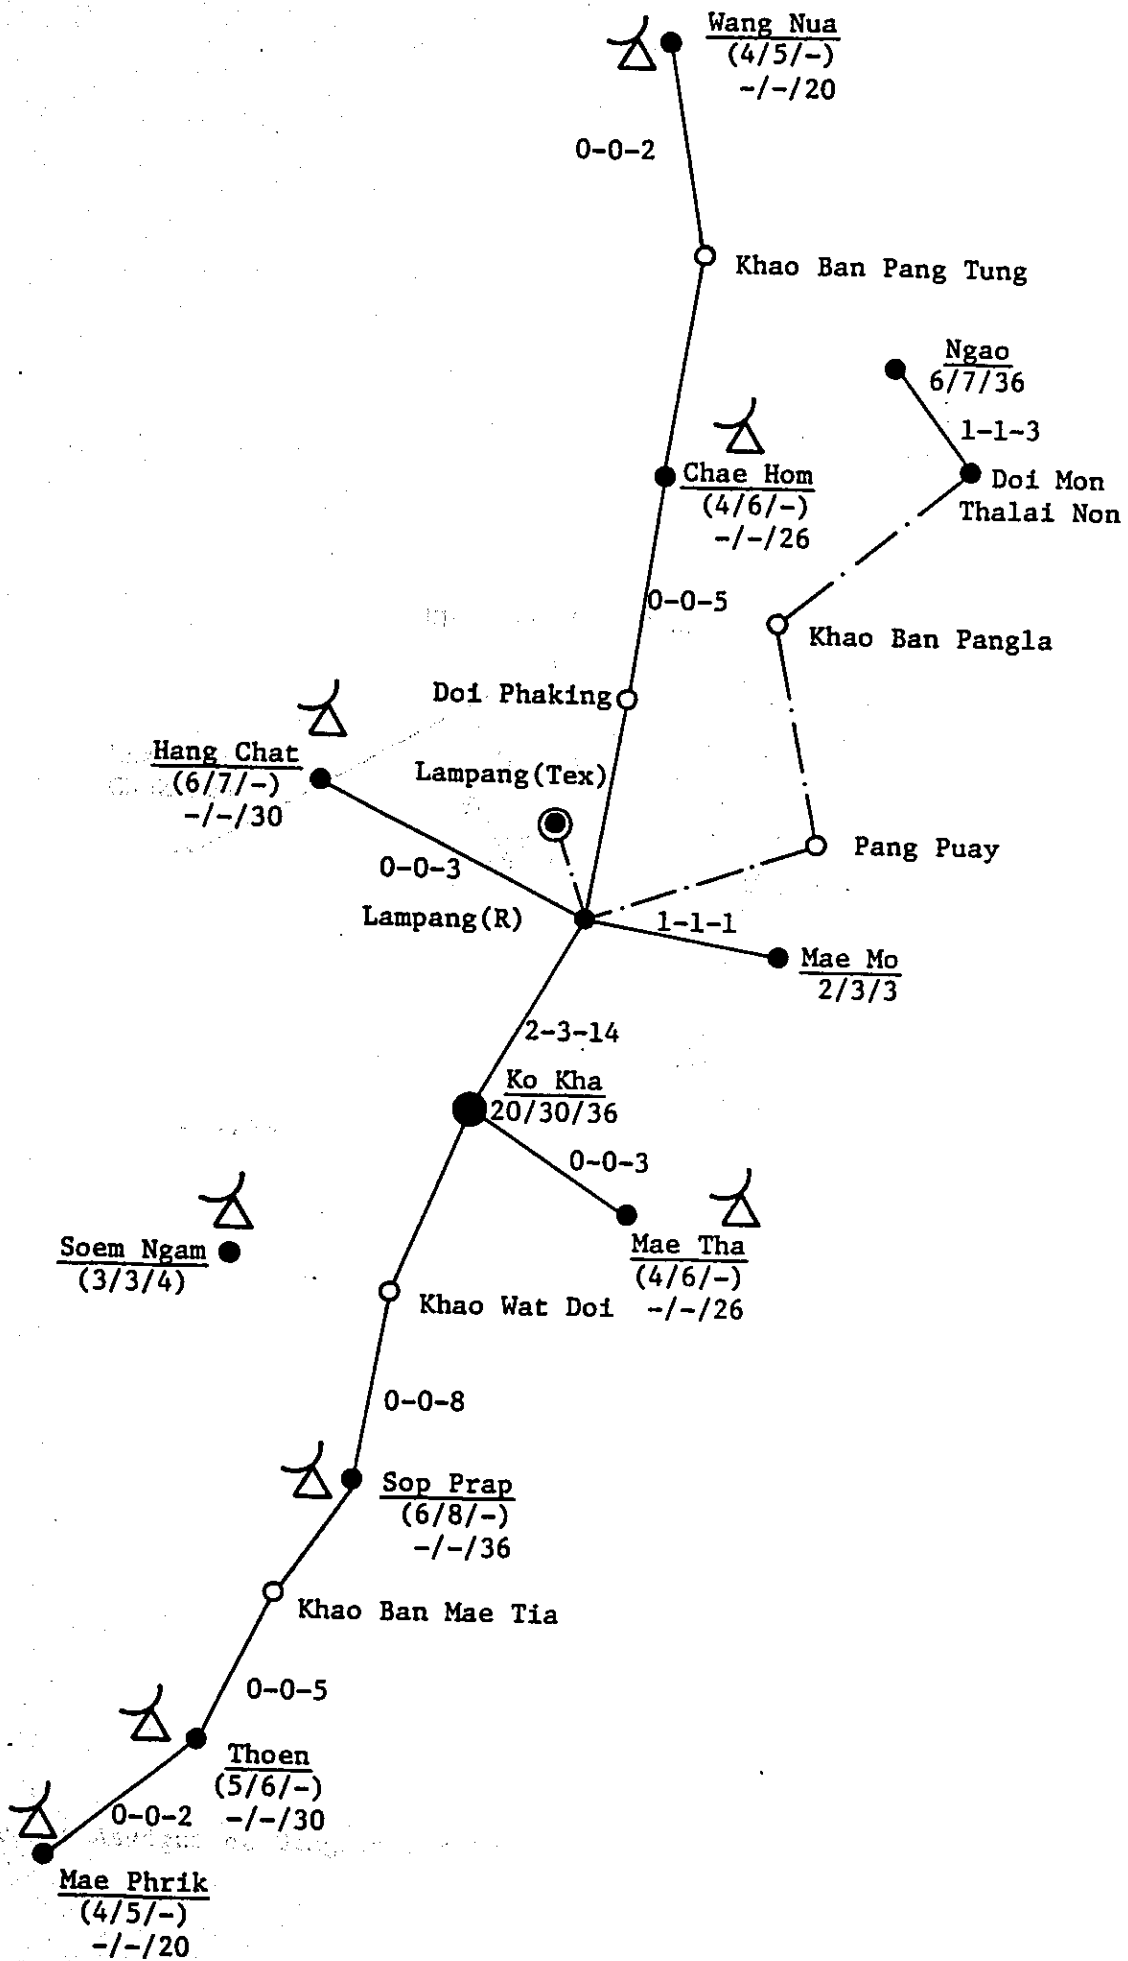 Wang Nua
(4/5/-)
-/-/20
0-0-2
Khao Ban Pang Tung
Ngao
6/7/36
1-1-3
Doi Mon
Thalai Non
Chae Hom
(4/6/-)
-/-/26
0-0-5
Khao Ban Pangla
Doi Phaking
Hang Chat
(6/7/-)
-/-/30
Lampang(Tex)
Pang Puay
0-0-3
Lampang(R)
1-1-1
Mae Mo
2/3/3
2-3-14
Ko Kha
20/30/36
0-0-3
Soem Ngam
(3/3/4)
Mae Tha
(4/6/-)
-/-/26
Khao Wat Doi
0-0-8
Sop Prap
(6/8/-)
-/-/36
Khao Ban Mae Tia
0-0-5
Thoen
(5/6/-)
-/-/30
0-0-2
Mae Phrik
(4/5/-)
-/-/20